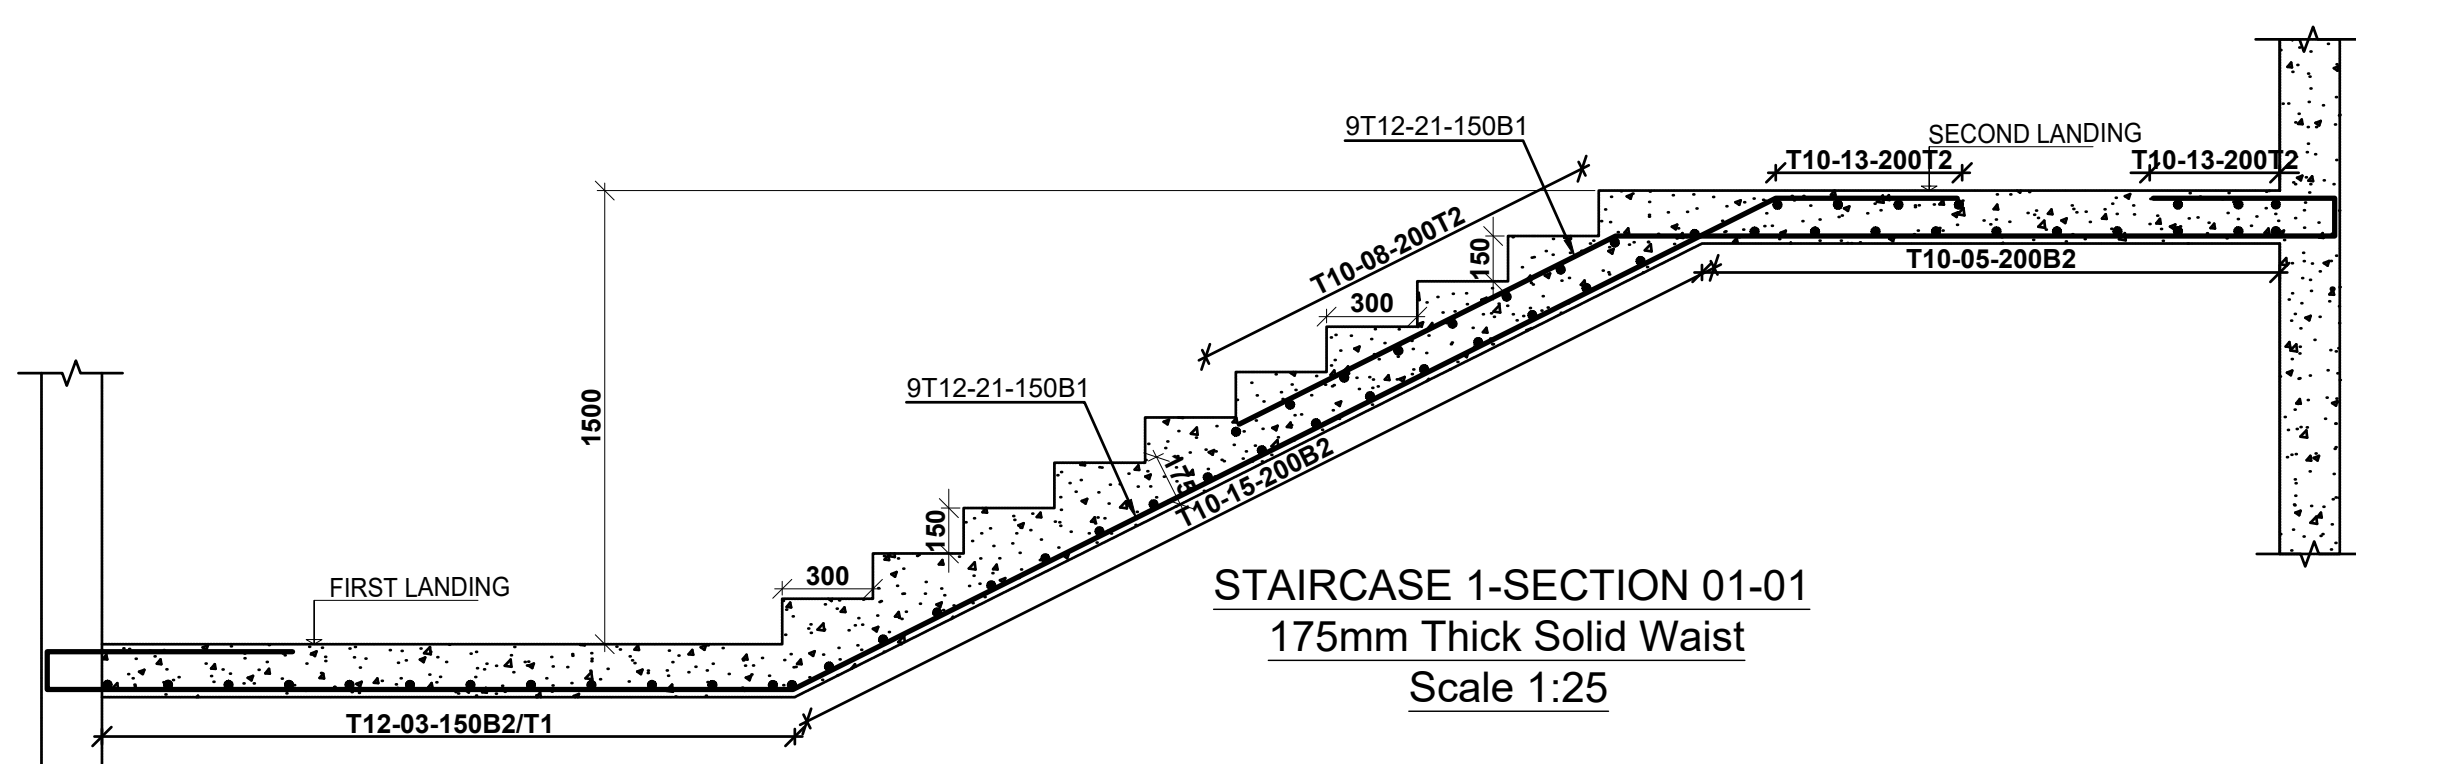 9T12-21-150B1
SECOND LANDING
T10-13-200T2
T10-13-200T2
T10-08-200T2
150
300
T10-05-200B2
1500
9T12-21-150B1
175
T10-15-200B2
150
300
FIRST LANDING
T12-03-150B2/T1
STAIRCASE 1-SECTION 01-01
175mm Thick Solid Waist
Scale 1:25